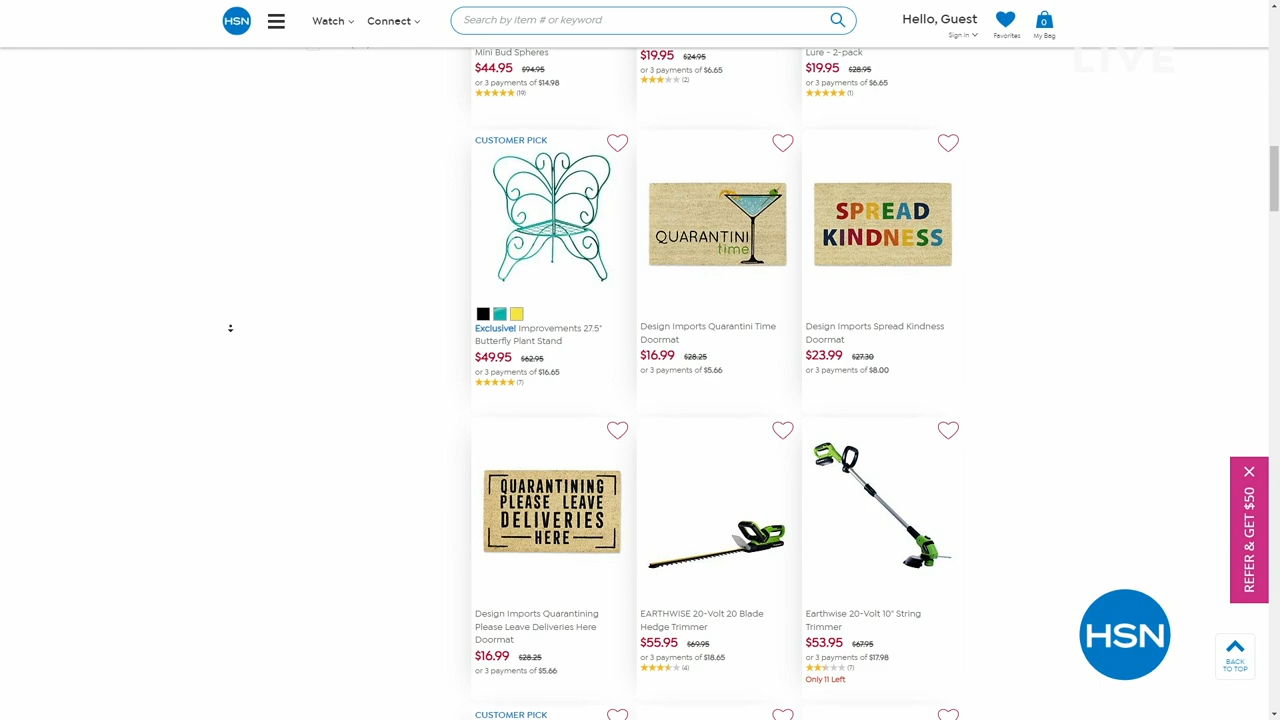 HSN
Watch
Connect
Search by item # or keyword
Hello, Guest
Sign In
Favorites
0
My Bag
LIVE
Mini Bud Spheres
$44.95 $94.95
or 3 payments of $14.98
(19)
$19.95 $24.95
or 3 payments of $6.65
(2)
Lure - 2-pack
$19.95 $28.95
or 3 payments of $6.65
(1)
CUSTOMER PICK
Exclusive! Improvements 27.5"
Butterfly Plant Stand
$49.95 $62.95
or 3 payments of $16.65
(7)
QUARANTINI
time
Design Imports Quarantini Time
Doormat
$16.99 $28.25
or 3 payments of $5.66
SPREAD
KINDNESS
Design Imports Spread Kindness
Doormat
$23.99 $27.30
or 3 payments of $8.00
QUARANTINING
PLEASE LEAVE
DELIVERIES
HERE
Design Imports Quarantining
Please Leave Deliveries Here
Doormat
$16.99 $28.25
or 3 payments of $5.66
EARTHWISE 20-Volt 20 Blade
Hedge Trimmer
$55.95 $69.95
or 3 payments of $18.65
(4)
Earthwise 20-Volt 10" String
Trimmer
$53.95 $67.95
or 3 payments of $17.98
(7)
Only 11 Left
CUSTOMER PICK
REFER & GET $50
HSN
BACK
TO TOP